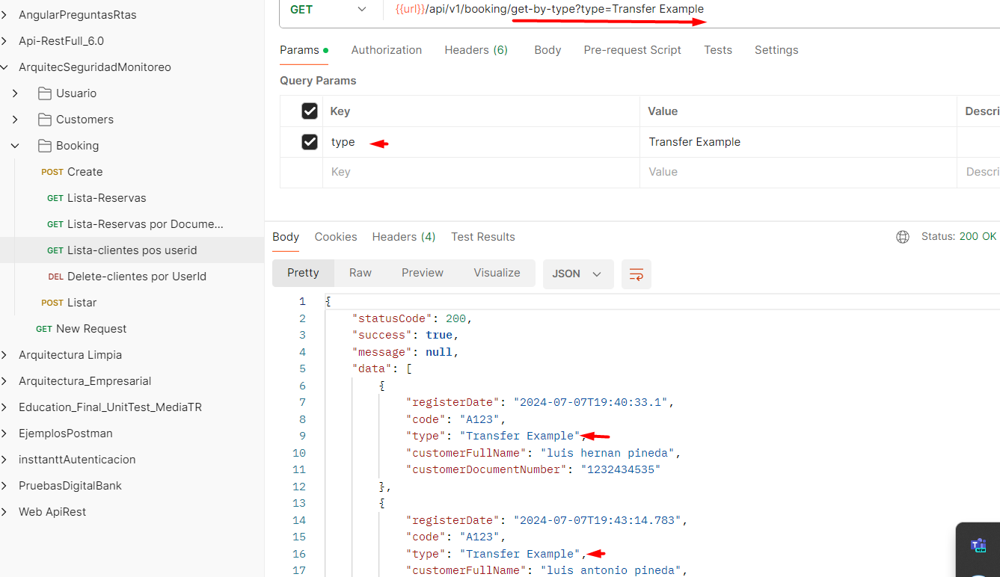 AngularPreguntasRtas
Api-RestFull_6.0
ArquitecSeguridadMonitoreo
Usuario
Customers
Booking
POST Create
GET Lista-Reservas
GET Lista-Reservas por Docume...
GET Lista-clientes pos userid
DEL Delete-clientes por UserId
POST Listar
GET New Request
Arquitectura Limpia
Arquitectura_Empresarial
Education_Final_UnitTest_MediaTR
EjemplosPostman
insttanttAutenticacion
PruebasDigitalBank
Web ApiRest
GET {{url}}/api/v1/booking/get-by-type?type=Transfer Example
Params Authorization Headers (6) Body Pre-request Script Tests Settings
Query Params
Key Value Descri
type Transfer Example
Key Value Descri
Body Cookies Headers (4) Test Results Status: 200 OK
Pretty Raw Preview Visualize JSON
1 {
2 "statusCode": 200,
3 "success": true,
4 "message": null,
5 "data": [
6 {
7 "registerDate": "2024-07-07T19:40:33.1",
8 "code": "A123",
9 "type": "Transfer Example",
10 "customerFullName": "luis hernan pineda",
11 "customerDocumentNumber": "1232434535"
12 },
13 {
14 "registerDate": "2024-07-07T19:43:14.783",
15 "code": "A123",
16 "type": "Transfer Example",
17 "customerFullName": "luis antonio pineda",
NEW